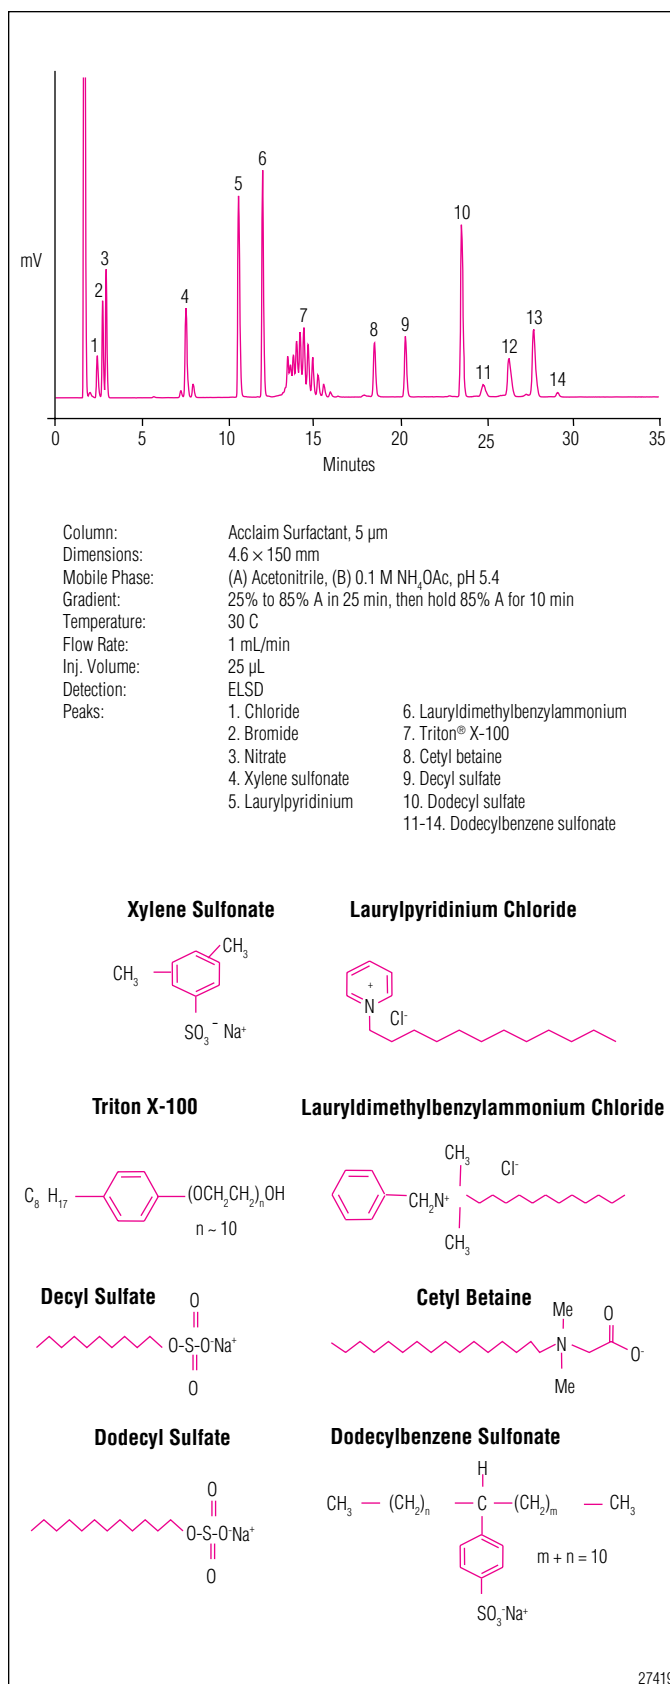 6
5
10
3
mV
2
4
7
13
8
9
12
1
11
14
0 5 10 15 20 25 30 35
Minutes
Column: Acclaim Surfactant, 5 µm
Dimensions: 4.6 × 150 mm
Mobile Phase: (A) Acetonitrile, (B) 0.1 M NH₄OAc, pH 5.4
Gradient: 25% to 85% A in 25 min, then hold 85% A for 10 min
Temperature: 30 C
Flow Rate: 1 mL/min
Inj. Volume: 25 µL
Detection: ELSD
Peaks: 1. Chloride 6. Lauryldimethylbenzylammonium
2. Bromide 7. Triton® X-100
3. Nitrate 8. Cetyl betaine
4. Xylene sulfonate 9. Decyl sulfate
5. Laurylpyridinium 10. Dodecyl sulfate
11-14. Dodecylbenzene sulfonate
Xylene Sulfonate Laurylpyridinium Chloride
CH₃
CH₃
SO₃⁻ Na⁺
+
N
Cl⁻
Triton X-100 Lauryldimethylbenzylammonium Chloride
C₈ H₁₇ (OCH₂CH₂)ₙOH
n ~ 10
CH₃
Cl⁻
CH₂N⁺
CH₃
Decyl Sulfate Cetyl Betaine
O
O-S-O⁻Na⁺
O
Me
O
N
O⁻
Me
Dodecyl Sulfate Dodecylbenzene Sulfonate
O
O-S-O⁻Na⁺
O
H
CH₃ (CH₂)ₙ C (CH₂)ₘ CH₃
m + n = 10
SO₃⁻Na⁺
27419